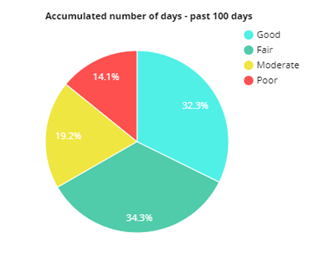 Accumulated number of days - past 100 days
Good
Fair
Moderate
Poor
14.1%
32.3%
19.2%
34.3%